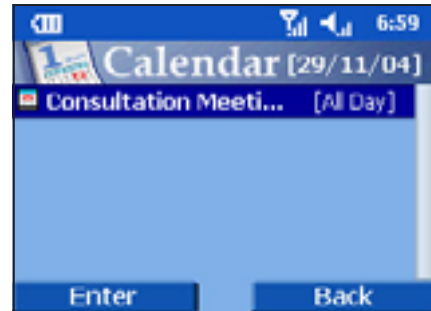 6:59
Calendar [29/11/04]
Consultation Meeti... [All Day]
Enter Back